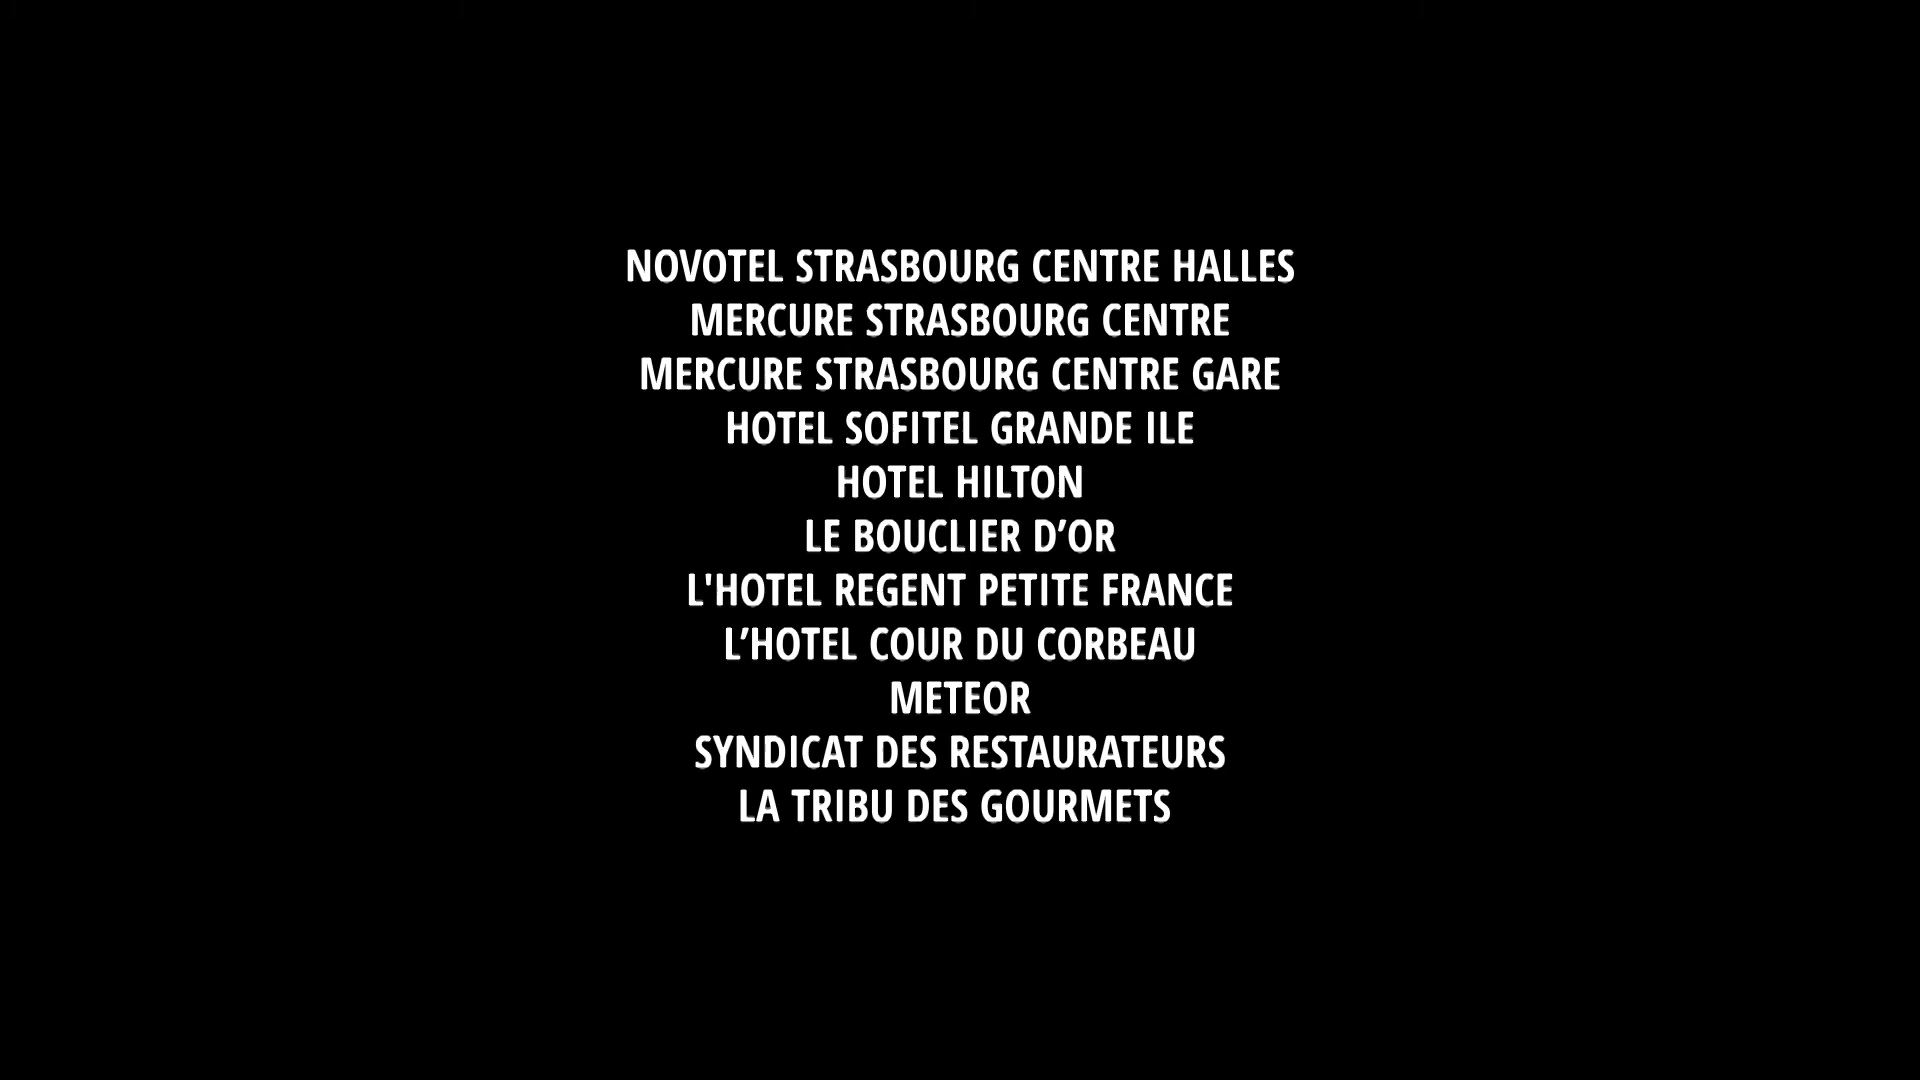 NOVOTEL STRASBOURG CENTRE HALLES
MERCURE STRASBOURG CENTRE
MERCURE STRASBOURG CENTRE GARE
HOTEL SOFITEL GRANDE ILE
HOTEL HILTON
LE BOUCLIER D’OR
L'HOTEL REGENT PETITE FRANCE
L’HOTEL COUR DU CORBEAU
METEOR
SYNDICAT DES RESTAURATEURS
LA TRIBU DES GOURMETS